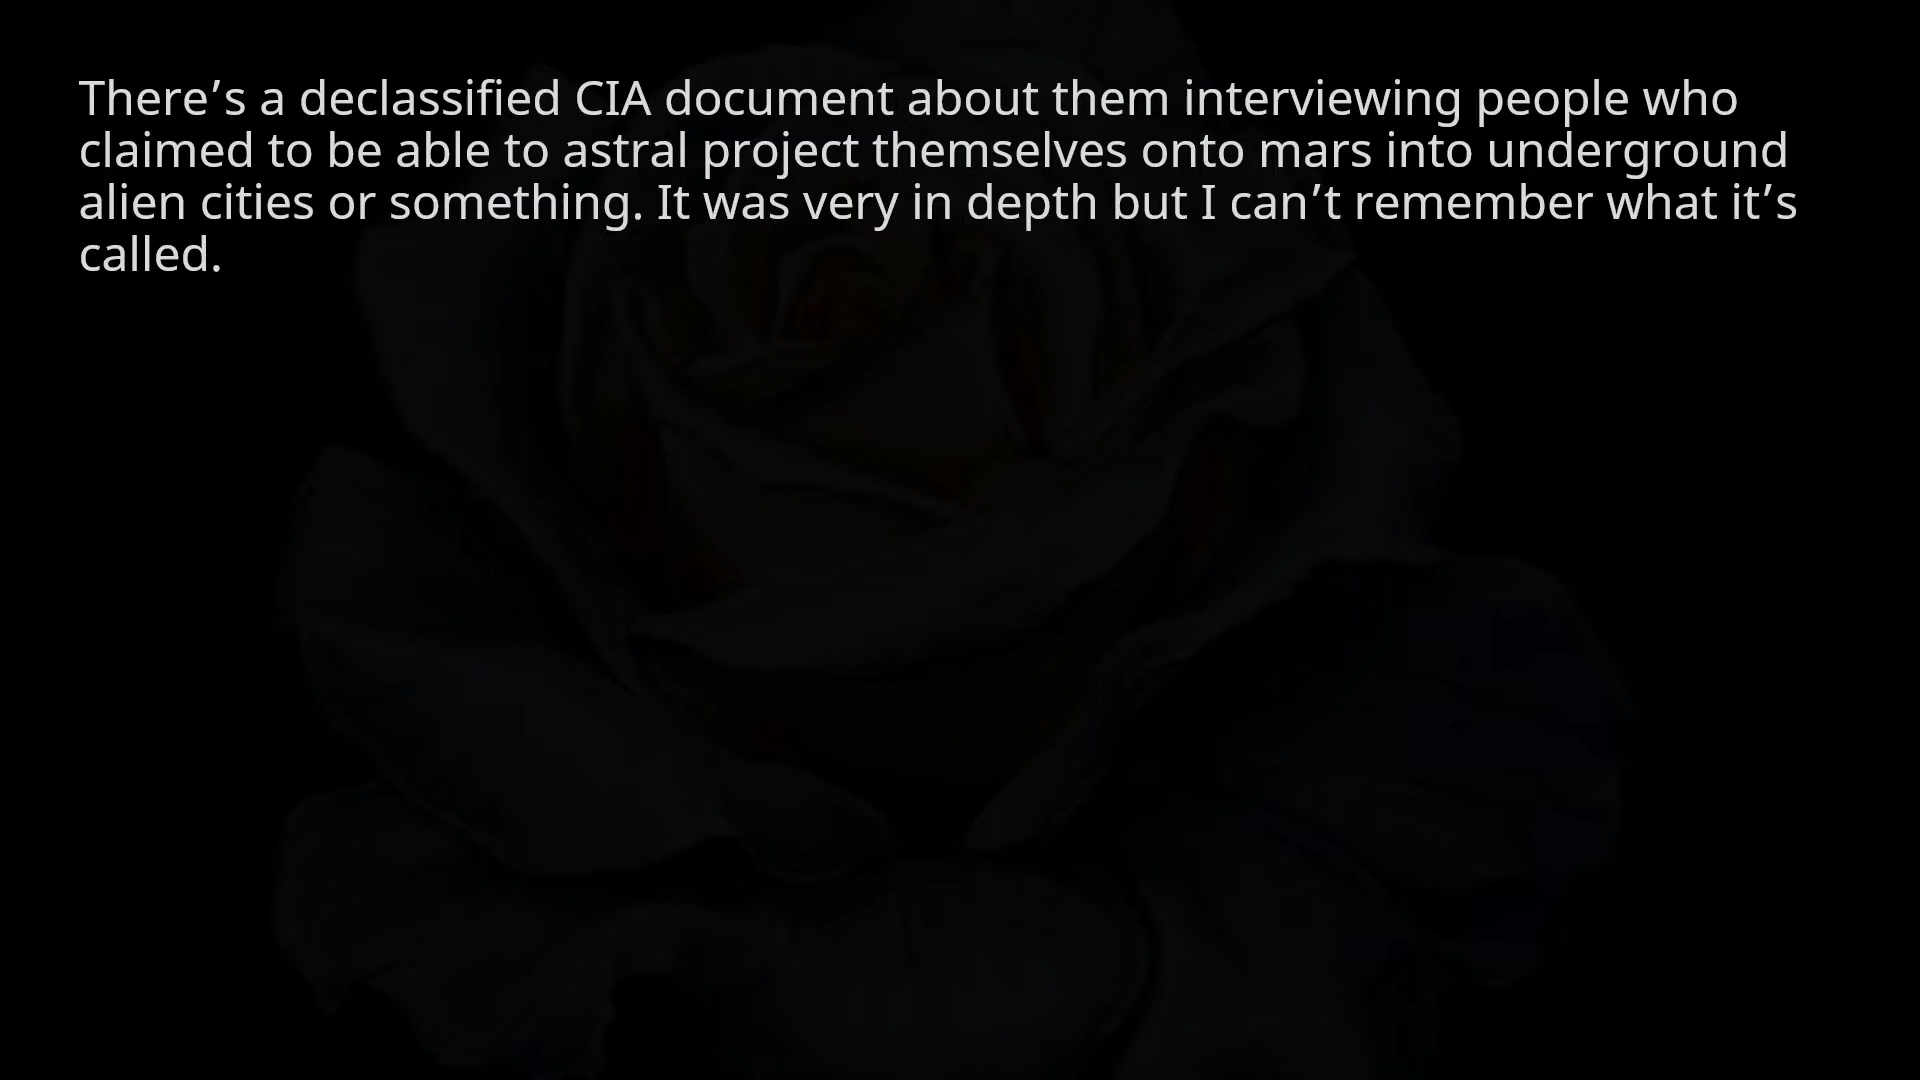 There’s a declassified CIA document about them interviewing people who
claimed to be able to astral project themselves onto mars into underground
alien cities or something. It was very in depth but I can’t remember what it’s
called.